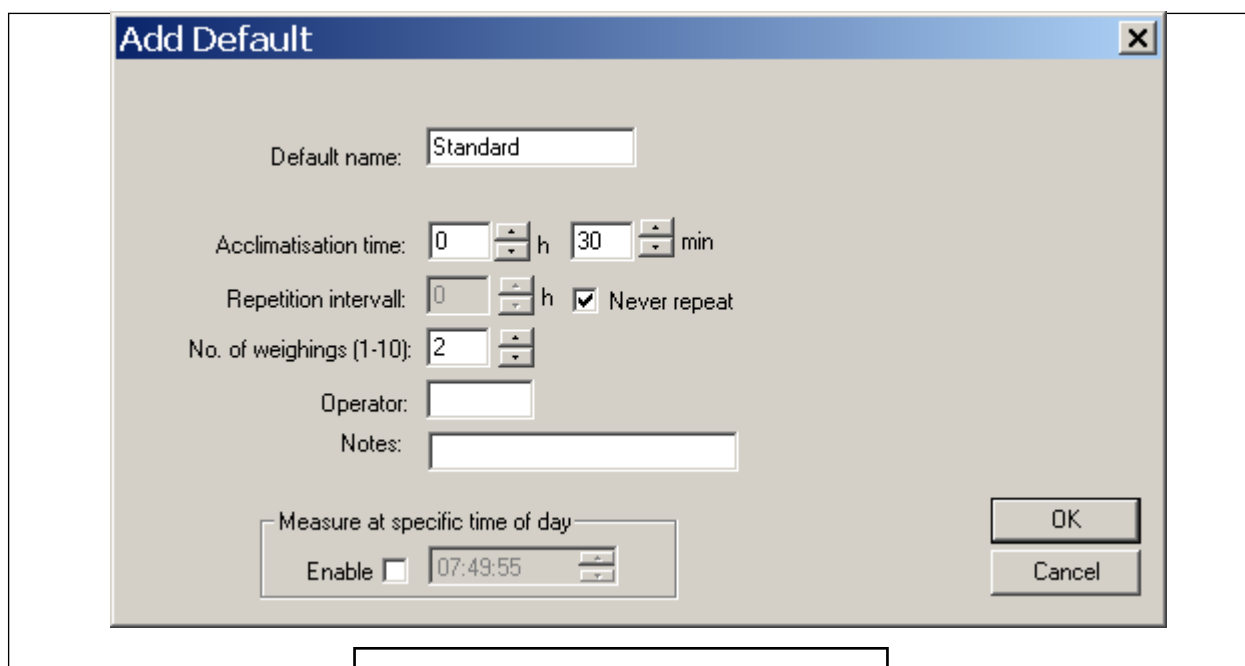 Add Default
Default name: Standard
Acclimatisation time: 0 h 30 min
Repetition intervall: 0 h Never repeat
No. of weighings (1-10): 2
Operator:
Notes:
Measure at specific time of day
Enable 07:49:55
OK
Cancel